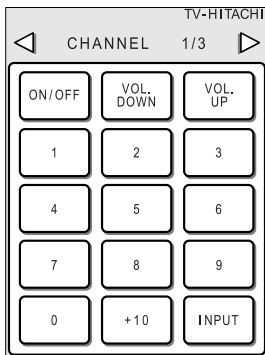 TV-HITACHI
CHANNEL 1/3
ON/OFF VOL. DOWN VOL. UP
1 2 3
4 5 6
7 8 9
0 +10 INPUT